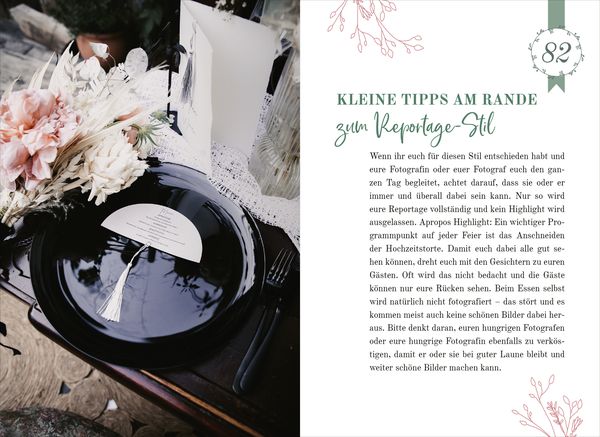 82
KLEINE TIPPS AM RANDE
zum Reportage-Stil
Wenn ihr euch für diesen Stil entschieden habt und
eure Fotografin oder euer Fotograf euch den gan-
zen Tag begleitet, achtet darauf, dass sie oder er
immer und überall dabei sein kann. Nur so wird
eure Reportage vollständig und kein Highlight wird
ausgelassen. Apropos Highlight: Ein wichtiger Pro-
grammpunkt auf jeder Feier ist das Anschneiden
der Hochzeitstorte. Damit euch dabei alle gut se-
hen können, dreht euch mit den Gesichtern zu euren
Gästen. Oft wird das nicht bedacht und die Gäste
können nur eure Rücken sehen. Beim Essen selbst
wird natürlich nicht fotografiert – das stört und es
kommen meist auch keine schönen Bilder dabei her-
aus. Bitte denkt daran, euren hungrigen Fotografen
oder eure hungrige Fotografin ebenfalls zu verkös-
tigen, damit er oder sie bei guter Laune bleibt und
weiter schöne Bilder machen kann.